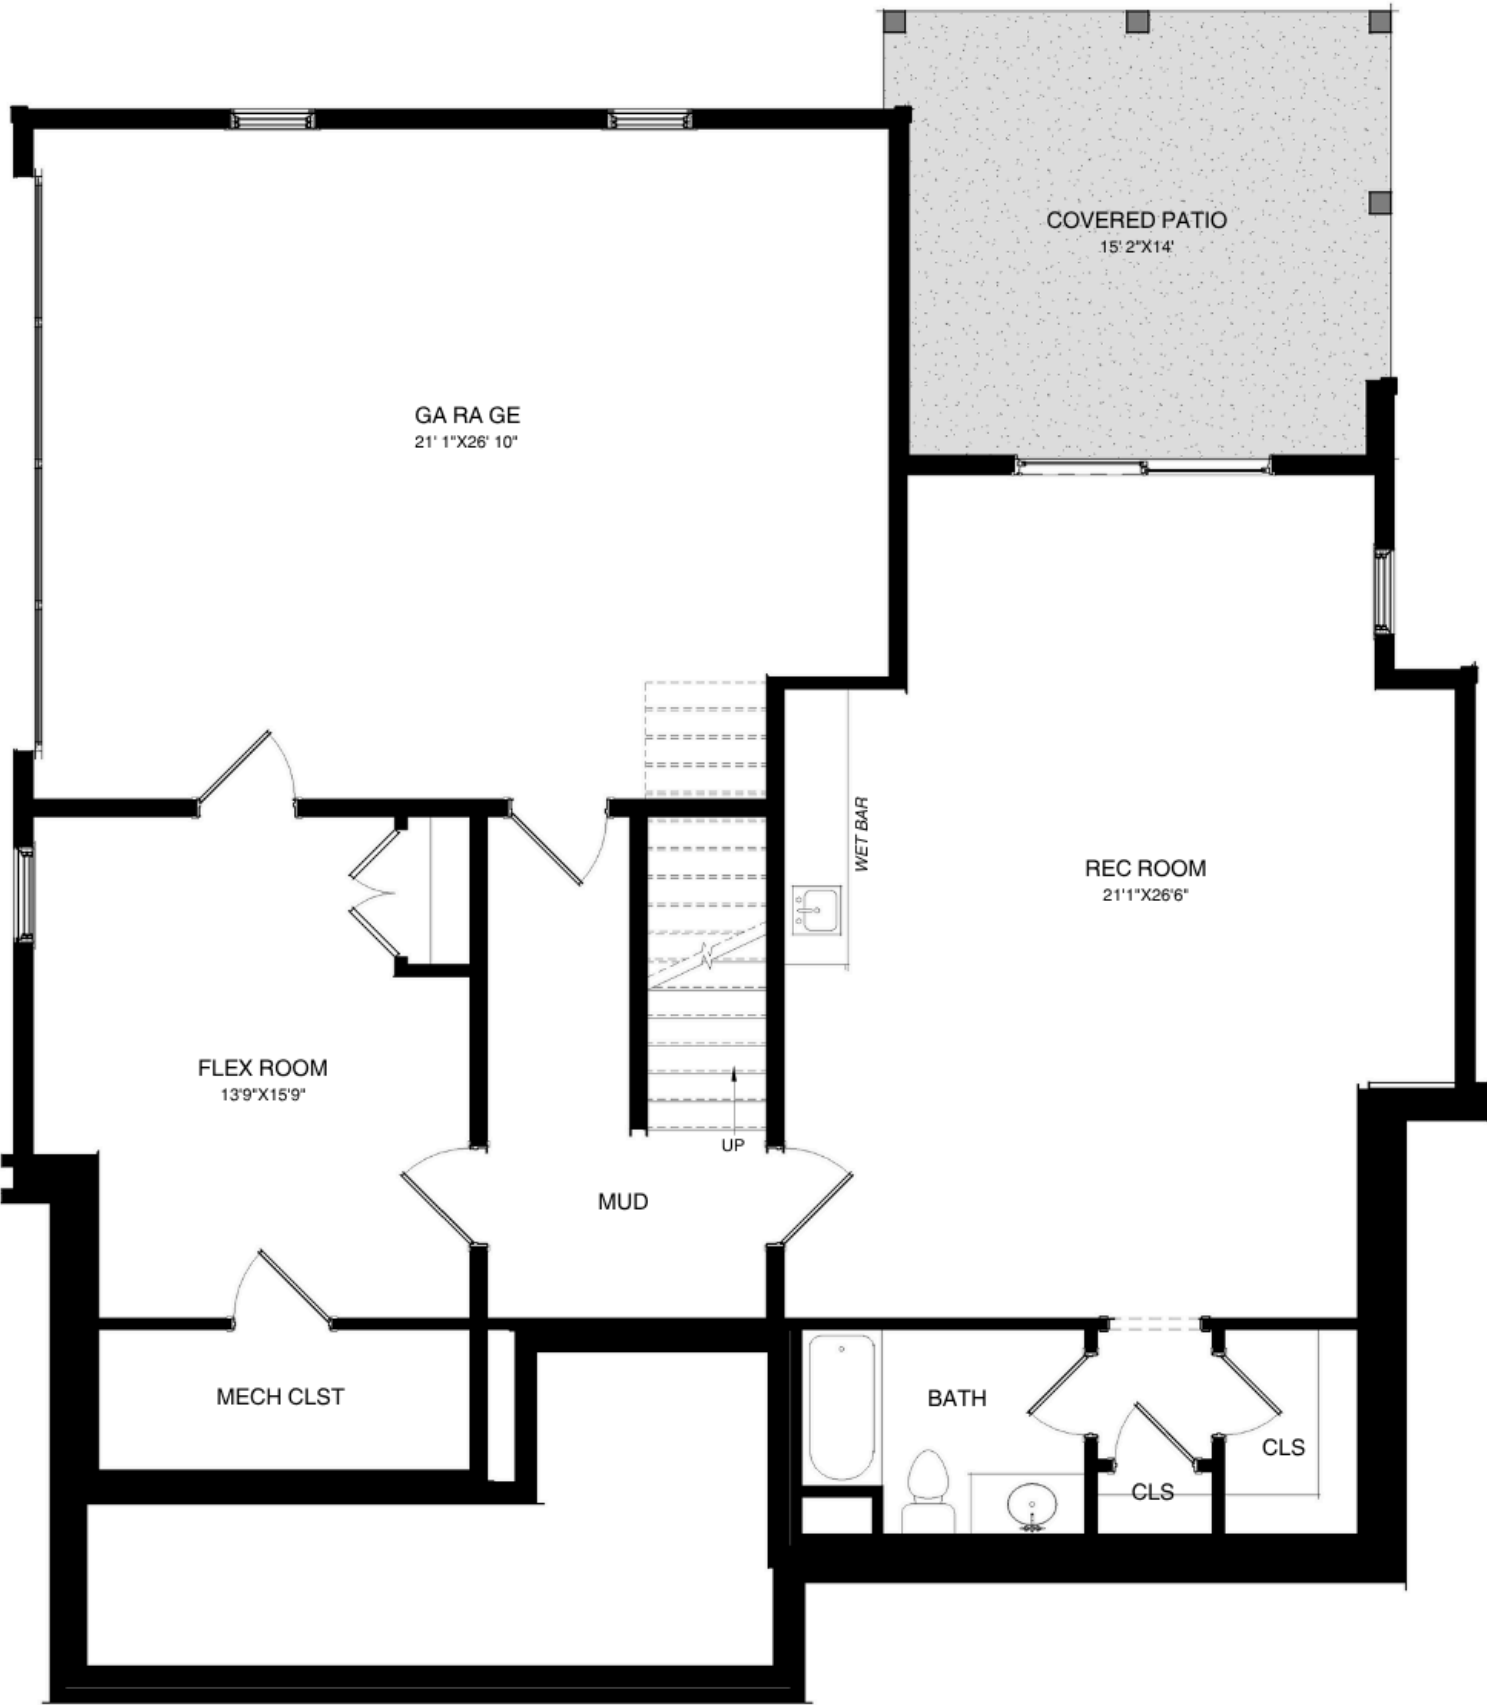 COVERED PATIO
15' 2"X14'
GA RA GE
21' 1"X26' 10"
WET BAR
REC ROOM
21'1"X26'6"
FLEX ROOM
13'9"X15'9"
UP
MUD
MECH CLST
BATH
CLS
CLS